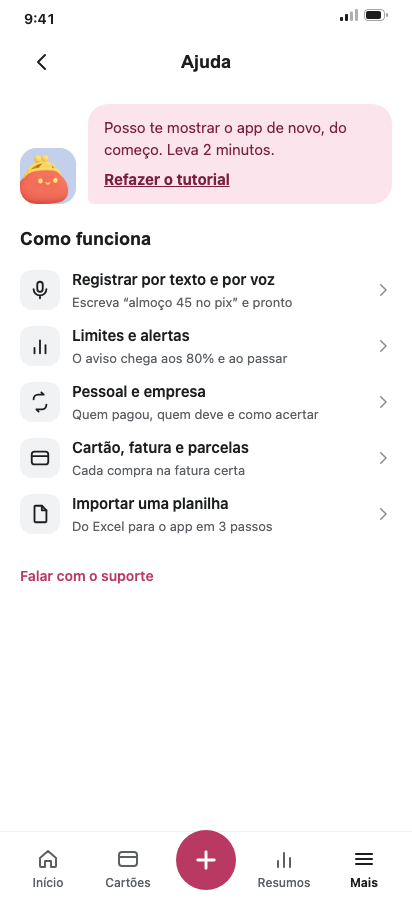 9:41
Ajuda
Posso te mostrar o app de novo, do
começo. Leva 2 minutos.
Refazer o tutorial
Como funciona
Registrar por texto e por voz
Escreva “almoço 45 no pix” e pronto
Limites e alertas
O aviso chega aos 80% e ao passar
Pessoal e empresa
Quem pagou, quem deve e como acertar
Cartão, fatura e parcelas
Cada compra na fatura certa
Importar uma planilha
Do Excel para o app em 3 passos
Falar com o suporte
Início
Cartões
Resumos
Mais